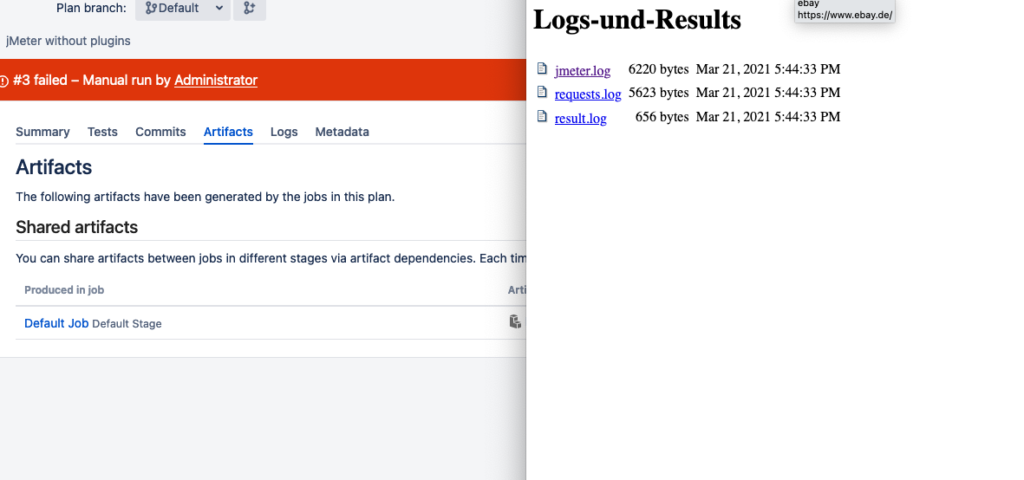 Plan branch: Default
jMeter without plugins
#3 failed – Manual run by Administrator
Summary Tests Commits Artifacts Logs Metadata
Artifacts
The following artifacts have been generated by the jobs in this plan.
Shared artifacts
You can share artifacts between jobs in different stages via artifact dependencies. Each tim
Produced in job Arti
Default Job Default Stage
ebay
https://www.ebay.de/
Logs-und-Results
jmeter.log 6220 bytes Mar 21, 2021 5:44:33 PM
requests.log 5623 bytes Mar 21, 2021 5:44:33 PM
result.log 656 bytes Mar 21, 2021 5:44:33 PM